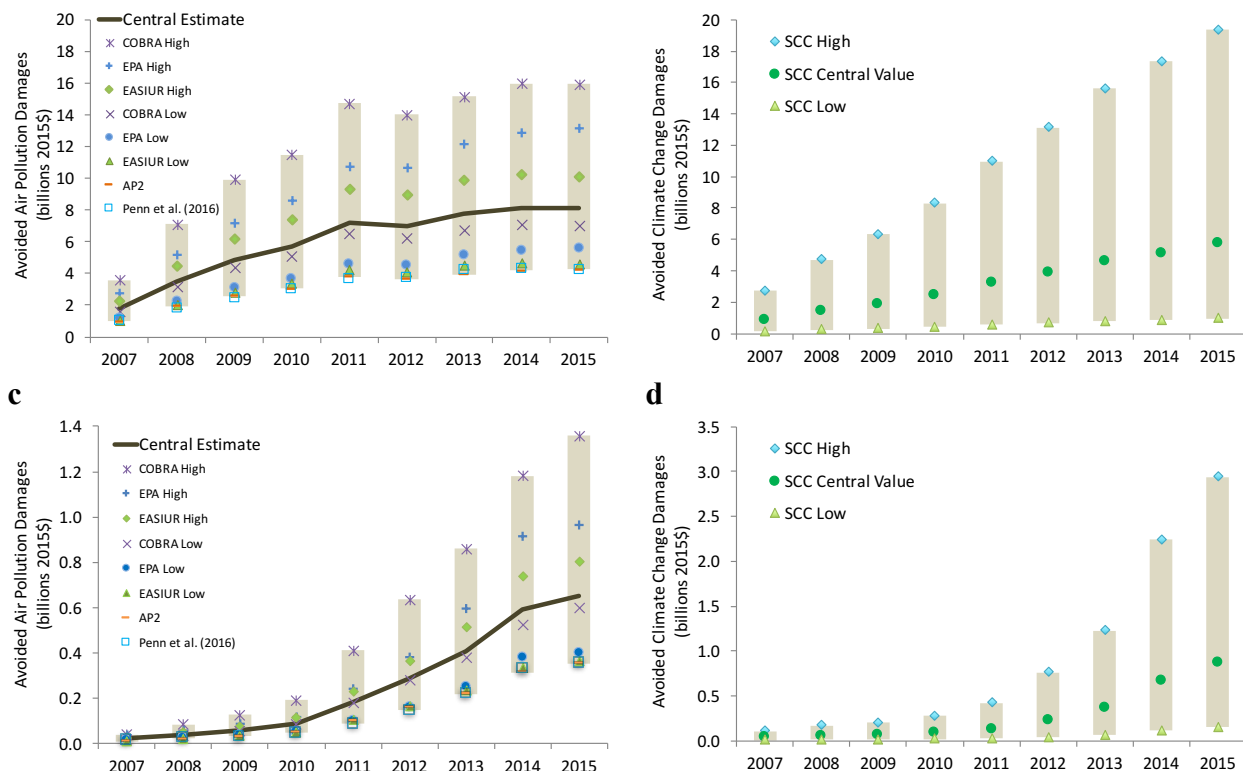 Avoided Air Pollution Damages
(billions 2015$)
20
18
16
14
12
10
8
6
4
2
0
Central Estimate
COBRA High
EPA High
EASIUR High
COBRA Low
EPA Low
EASIUR Low
AP2
Penn et al. (2016)
2007 2008 2009 2010 2011 2012 2013 2014 2015
Avoided Climate Change Damages
(billions 2015$)
20
18
16
14
12
10
8
6
4
2
0
SCC High
SCC Central Value
SCC Low
2007 2008 2009 2010 2011 2012 2013 2014 2015
c
Avoided Air Pollution Damages
(billions 2015$)
1.4
1.2
1.0
0.8
0.6
0.4
0.2
0.0
Central Estimate
COBRA High
EPA High
EASIUR High
COBRA Low
EPA Low
EASIUR Low
AP2
Penn et al. (2016)
2007 2008 2009 2010 2011 2012 2013 2014 2015
d
Avoided Climate Change Damages
(billions 2015$)
3.5
3.0
2.5
2.0
1.5
1.0
0.5
0.0
SCC High
SCC Central Value
SCC Low
2007 2008 2009 2010 2011 2012 2013 2014 2015